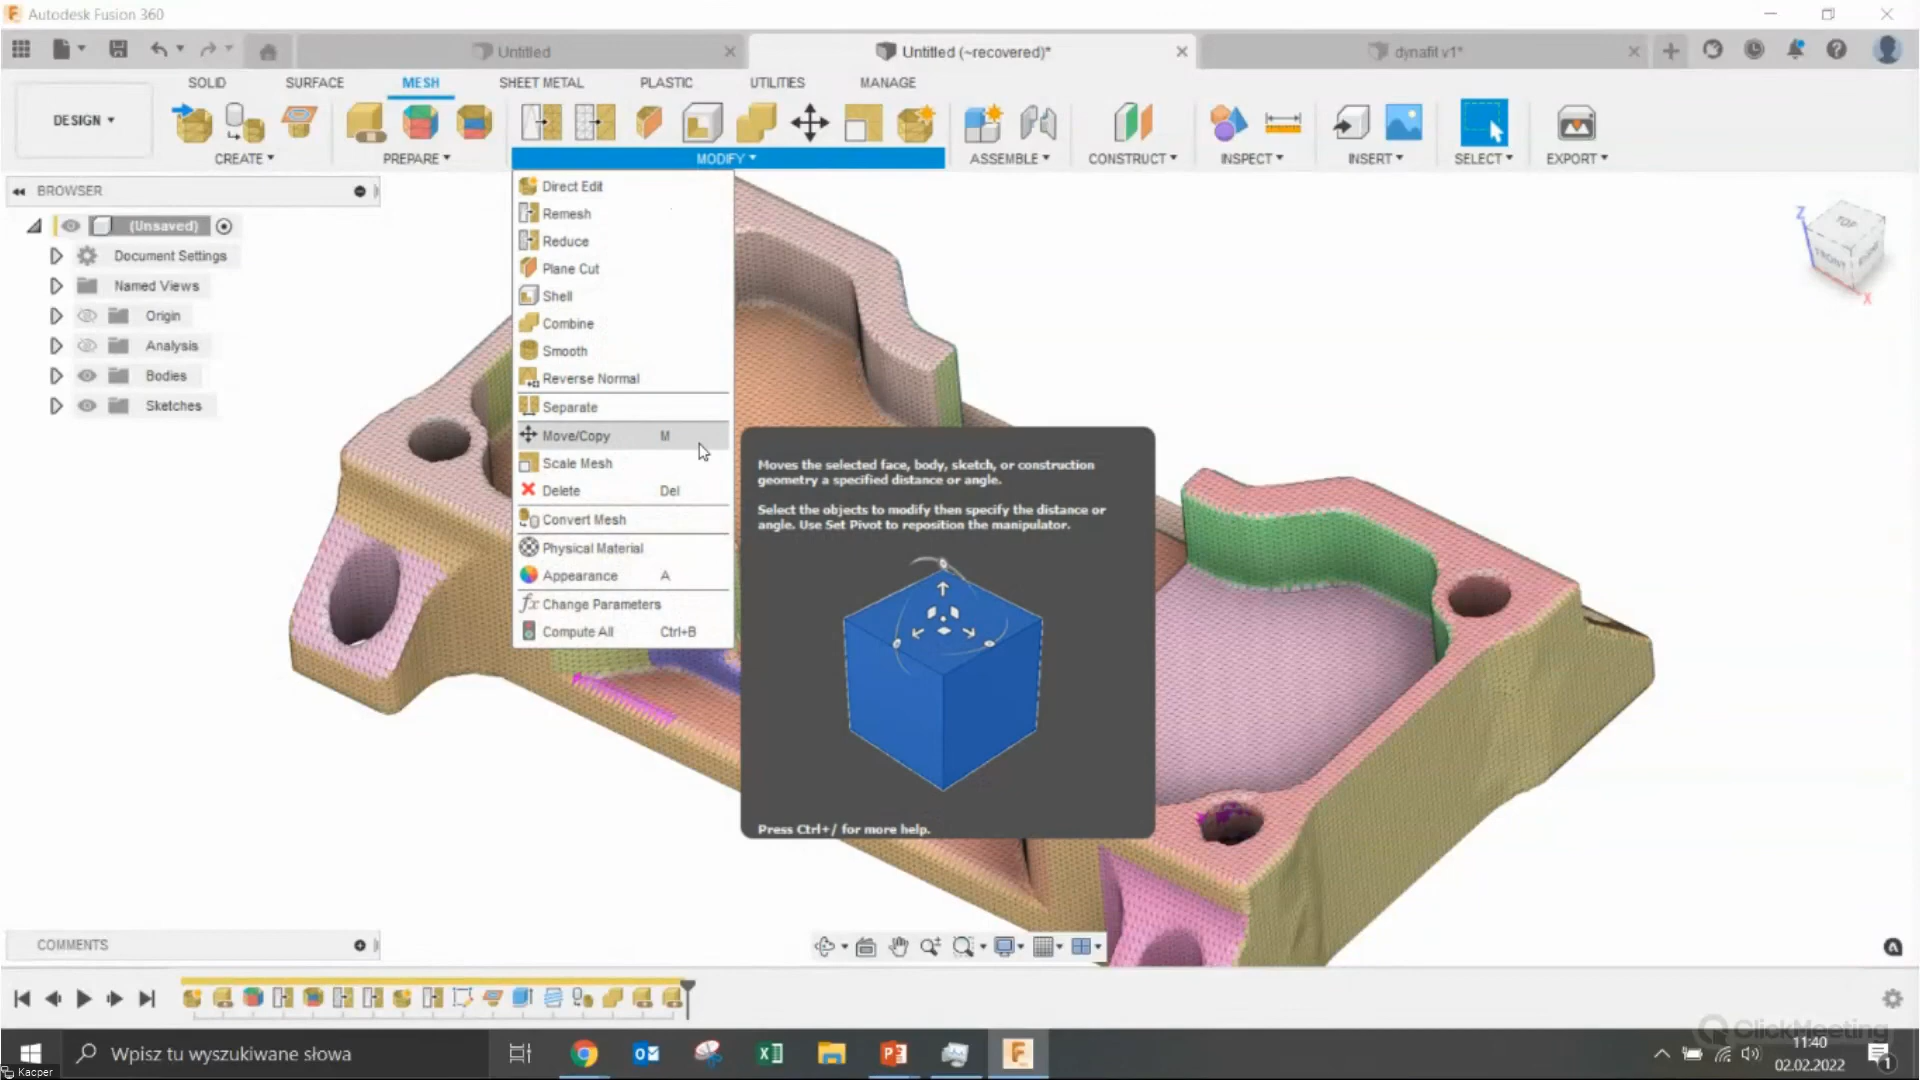 Autodesk Fusion 360
Untitled
Untitled (~recovered)*
dynafit v1*
SOLID
SURFACE
MESH
SHEET METAL
PLASTIC
UTILITIES
MANAGE
DESIGN
CREATE
PREPARE
MODIFY
ASSEMBLE
CONSTRUCT
INSPECT
INSERT
SELECT
EXPORT
BROWSER
(Unsaved)
Document Settings
Named Views
Origin
Analysis
Bodies
Sketches
Direct Edit
Remesh
Reduce
Plane Cut
Shell
Combine
Smooth
Reverse Normal
Separate
Move/Copy M
Scale Mesh
Delete Del
Convert Mesh
Physical Material
Appearance A
Change Parameters
Compute All Ctrl+B
Moves the selected face, body, sketch, or construction
geometry a specified distance or angle.
Select the objects to modify then specify the distance or
angle. Use Set Pivot to reposition the manipulator.
Press Ctrl+/ for more help.
Z
TOP
FRONT
X
COMMENTS
ClickMeeting
Wpisz tu wyszukiwane słowa
11:40
02.02.2022
1
Kacper